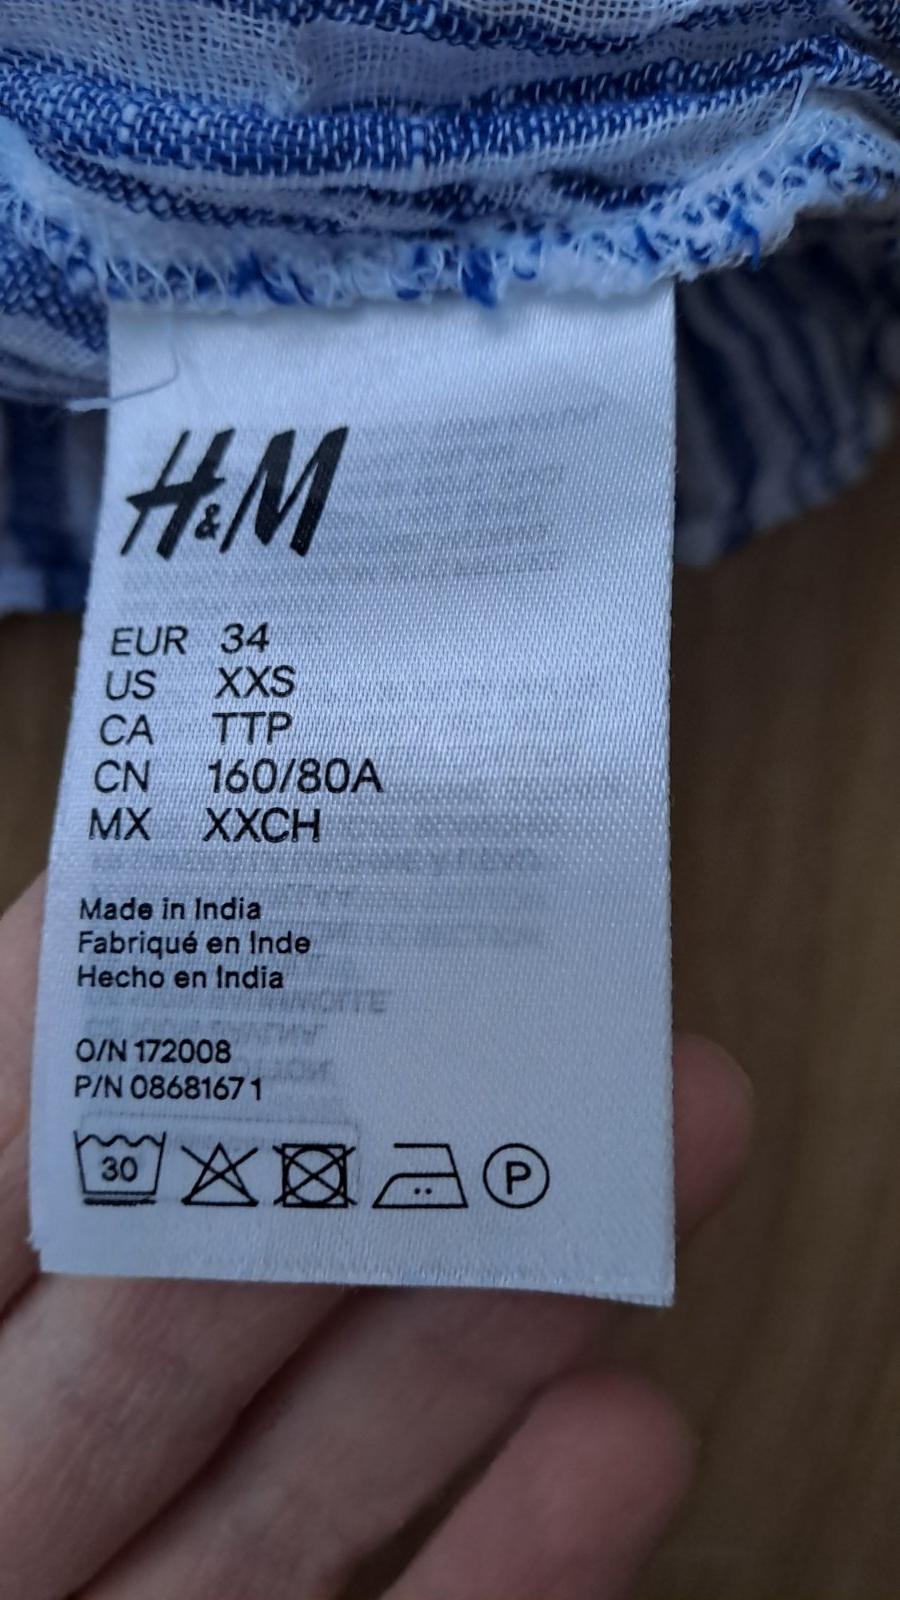 H&M
EUR 34
US XXS
CA TTP
CN 160/80A
MX XXCH
Made in India
Fabriqué en Inde
Hecho en India
O/N 172008
P/N 08681671
30
P